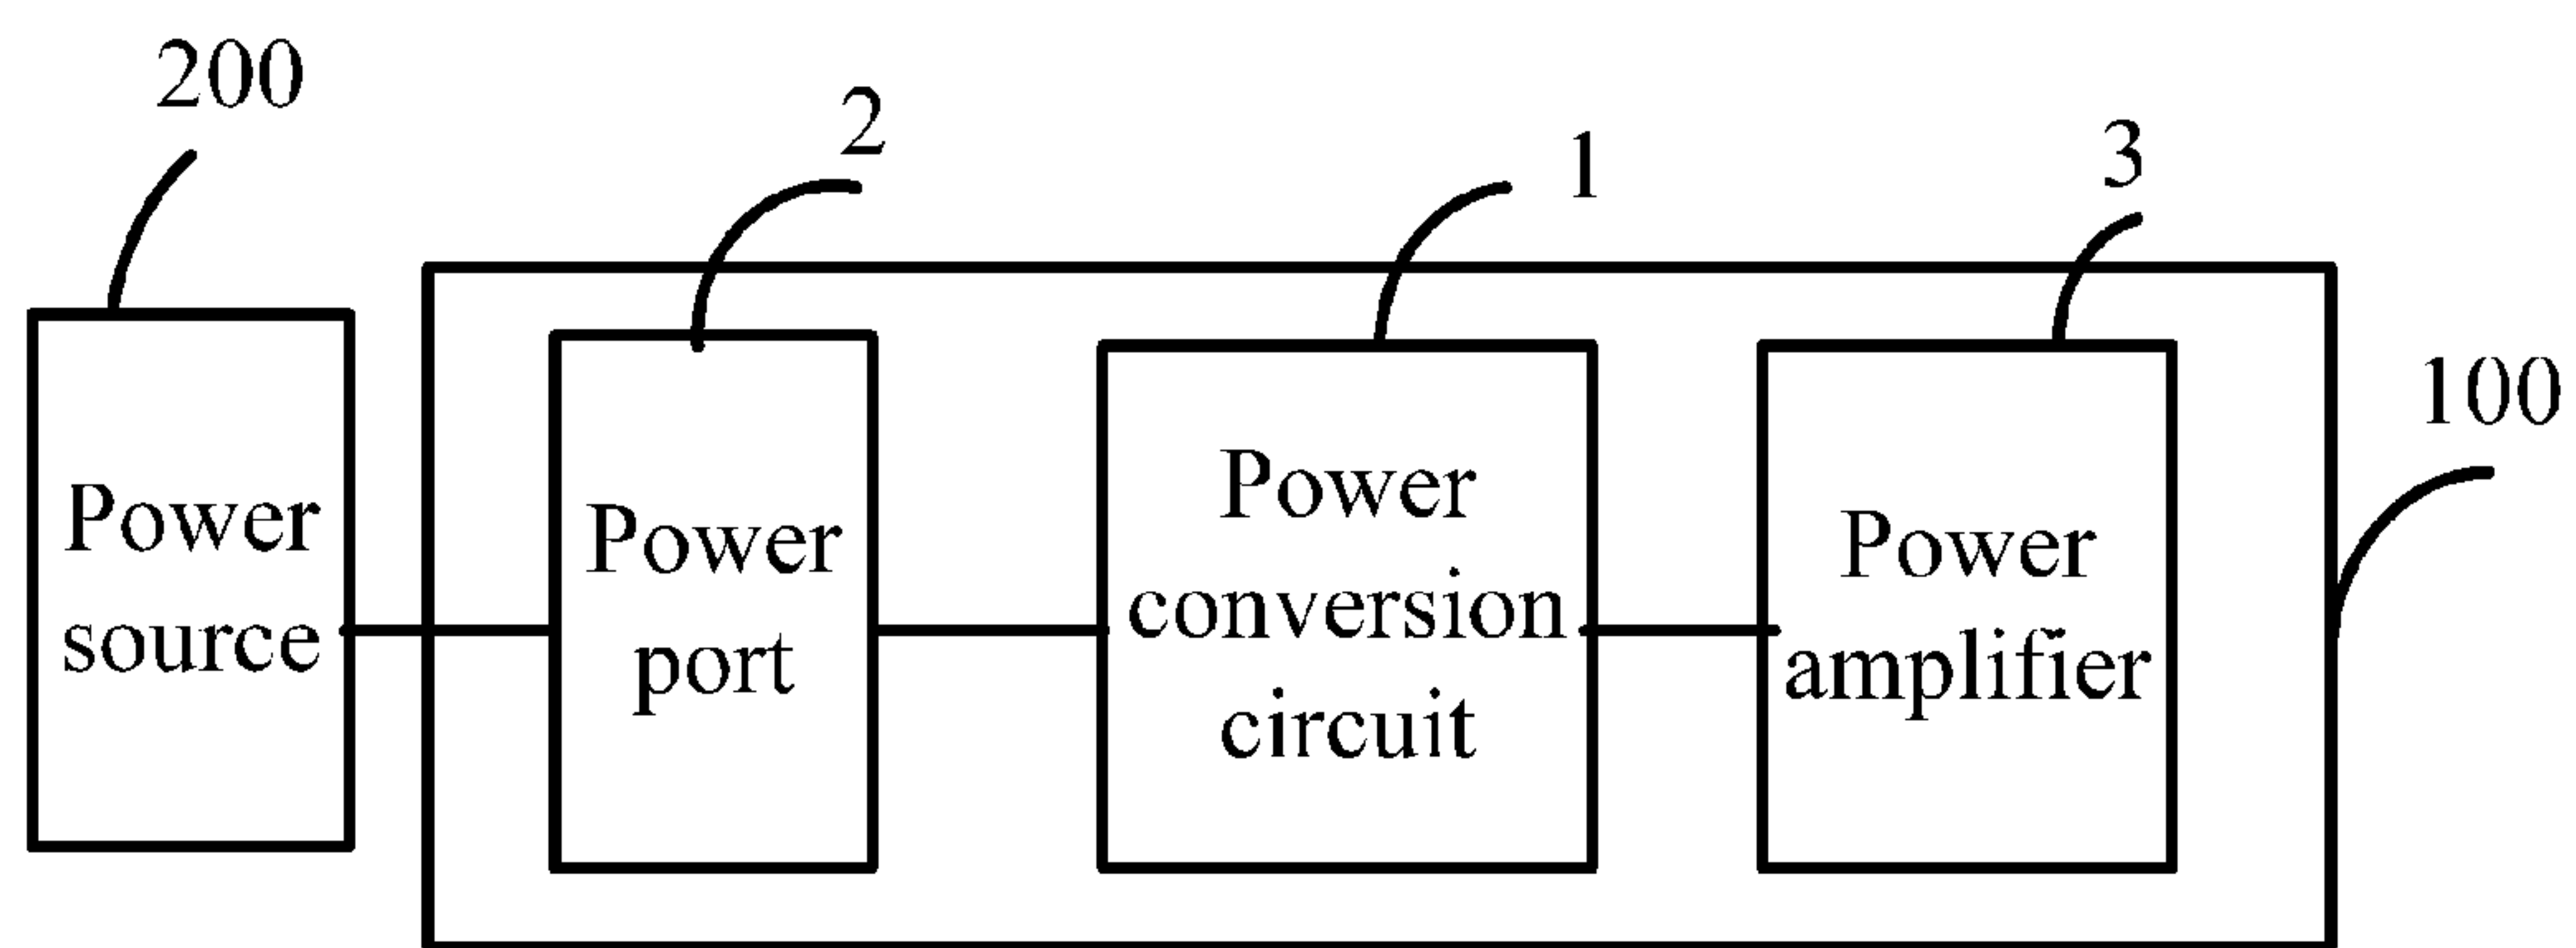 200
2
1
3
100
Power
source
Power
port
Power
conversion
circuit
Power
amplifier